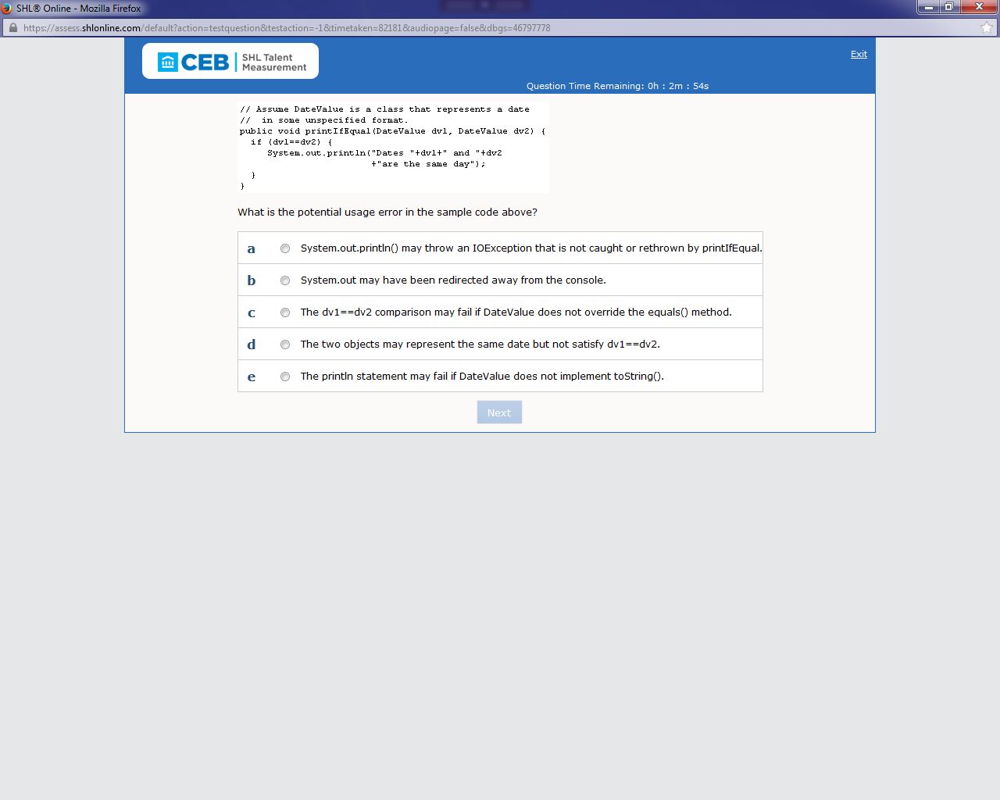 SHL® Online - Mozilla Firefox
https://assess.shlonline.com/default?action=testquestion&testaction=-1&timetaken=82181&audiopage=false&dbgs=46797778
CEB SHL Talent
Measurement
Exit
Question Time Remaining: 0h : 2m : 54s
// Assume DateValue is a class that represents a date
//  in some unspecified format.
public void printIfEqual(DateValue dv1, DateValue dv2) {
if (dv1==dv2) {
System.out.println("Dates "+dv1+" and "+dv2
+"are the same day");
}
}
What is the potential usage error in the sample code above?
a System.out.println() may throw an IOException that is not caught or rethrown by printIfEqual.
b System.out may have been redirected away from the console.
c The dv1==dv2 comparison may fail if DateValue does not override the equals() method.
d The two objects may represent the same date but not satisfy dv1==dv2.
e The println statement may fail if DateValue does not implement toString().
Next